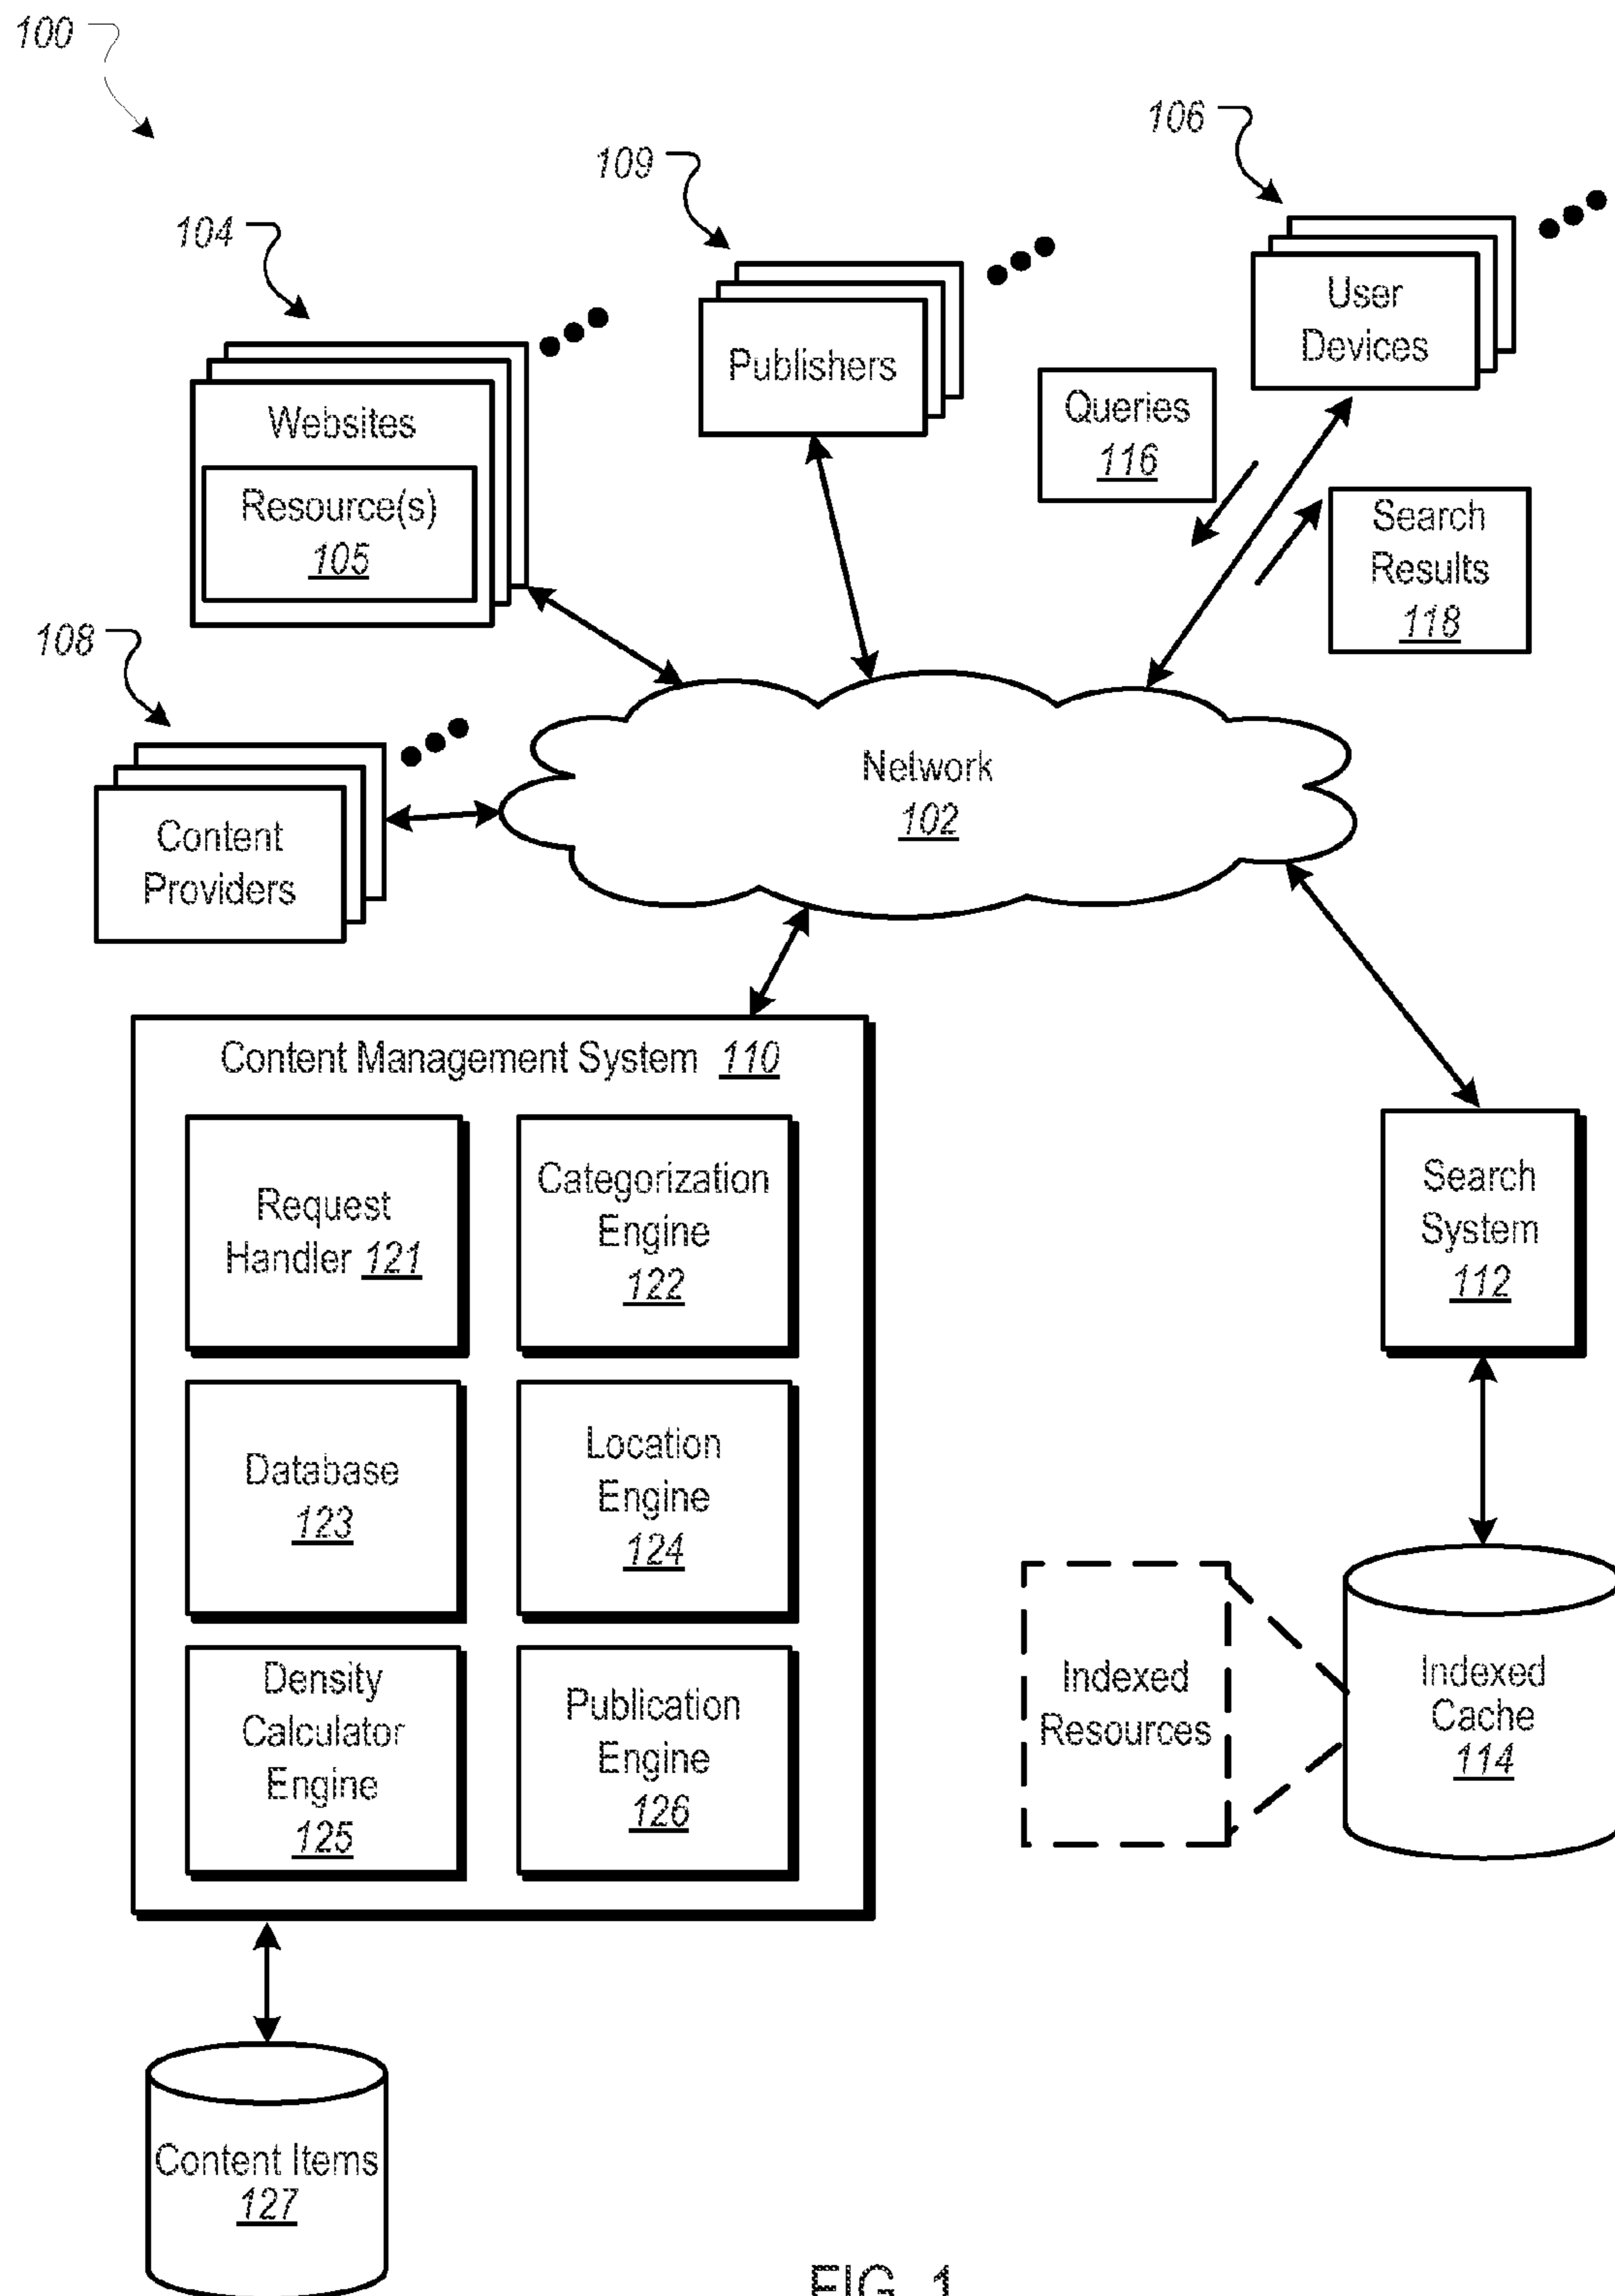 100
106
109
104
User
Devices
Publishers
Queries
116
Websites
Resource(s)
105
Search
Results
118
108
Network
102
Content
Providers
Content Management System 110
Request
Handler 121
Categorization
Engine
122
Search
System
112
Database
123
Location
Engine
124
Density
Calculator
Engine
125
Publication
Engine
126
Indexed
Resources
Indexed
Cache
114
Content Items
127
FIG. 1